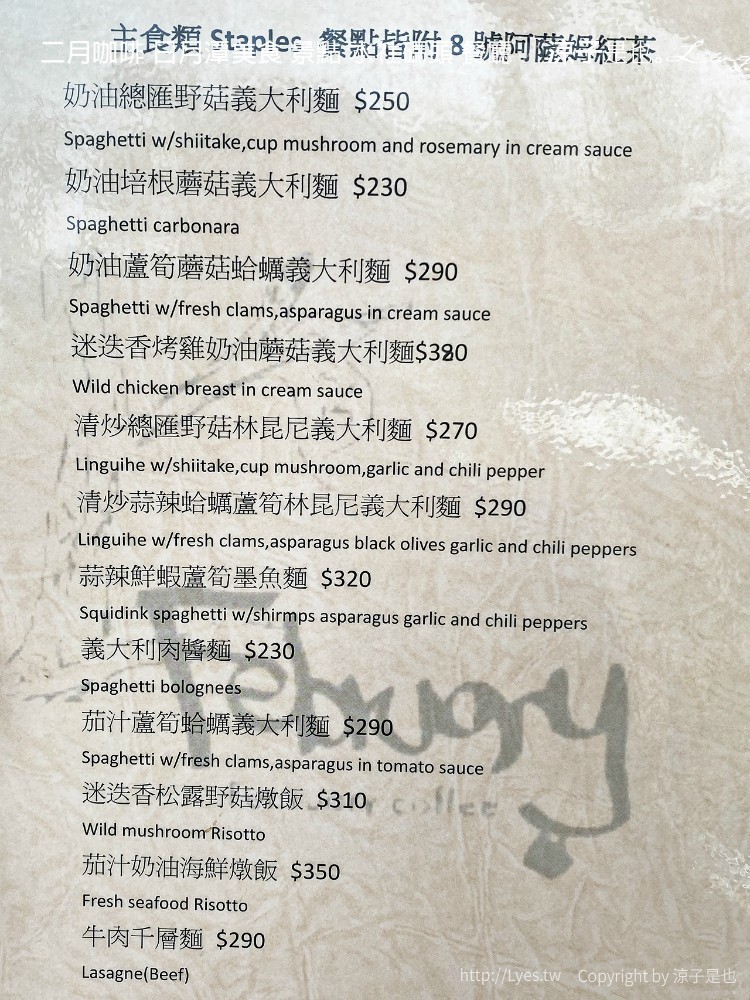 主食類 Staples 餐點皆附 8 號阿薩姆紅茶
奶油總匯野菇義大利麵 $250
Spaghetti w/shiitake,cup mushroom and rosemary in cream sauce
奶油培根蘑菇義大利麵 $230
Spaghetti carbonara
奶油蘆筍蘑菇蛤蠣義大利麵 $290
Spaghetti w/fresh clams,asparagus in cream sauce
迷迭香烤雞奶油蘑菇義大利麵
Wild chicken breast in cream sauce
清炒總匯野菇林昆尼義大利麵 $270
Linguihe w/shiitake,cup mushroom,garlic and chili pepper
清炒蒜辣蛤蠣蘆筍林昆尼義大利麵 $290
Linguihe w/fresh clams,asparagus black olives garlic and chili peppers
蒜辣鮮蝦蘆筍墨魚麵 $320
Squidink spaghetti w/shirmps asparagus garlic and chili peppers
義大利肉醬麵 $230
Spaghetti bolognees
February
茄汁蘆筍蛤蠣義大利麵 $290
Spaghetti w/fresh clams,asparagus in tomato sauce
迷迭香松露野菇燉飯 $310
coffee
Wild mushroom Risotto
茄汁奶油海鮮燉飯 $350
Fresh seafood Risotto
牛肉千層麵 $290
Lasagne(Beef)
http://Lyes.tw Copyright by 涼子是也